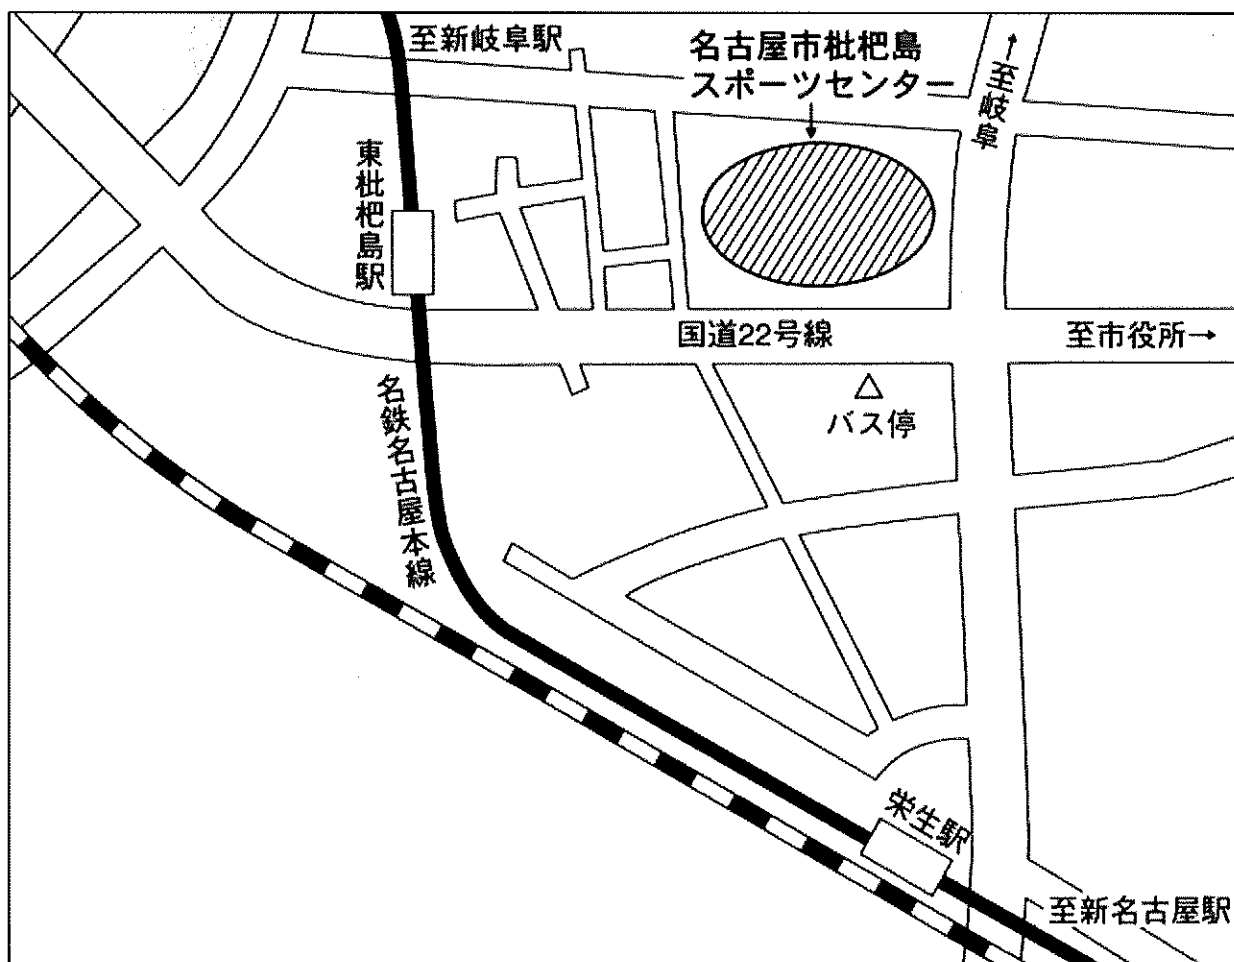 至新岐阜駅
名古屋市枇杷島
スポーツセンター
↑至岐阜
東枇杷島駅
国道22号線
至市役所→
バス停
名鉄名古屋本線
栄生駅
至新名古屋駅